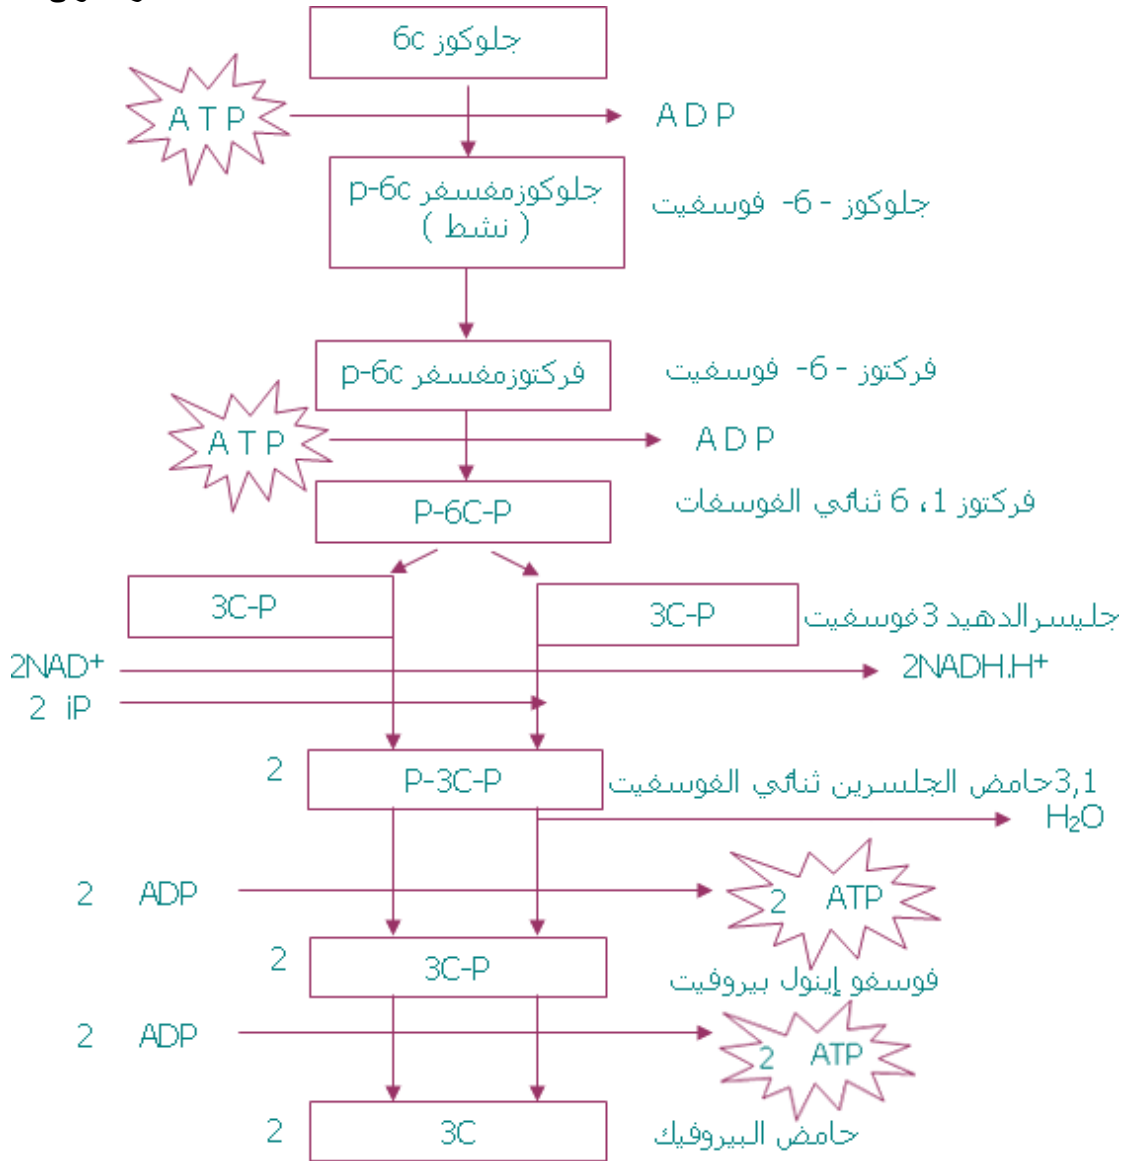 جلوكوز 6c
ATP
ADP
جلوكوزمفسفر p-6c
( نشط )
جلوكوز - 6- فوسفيت
فركتوزمفسفر p-6c
فركتوز - 6- فوسفيت
ATP
ADP
P-6C-P
فركتوز 1، 6 ثنائي الفوسفات
3C-P
3C-P
جليسرالدهيد 3فوسفيت
2NAD+
2NADH.H+
2 iP
2
P-3C-P
3,1حامض الجلسرين ثنائي الفوسفيت
H₂O
2 ADP
2 ATP
2
3C-P
فوسفو إينول بيروفيت
2 ADP
2 ATP
2
3C
حامض البيروفيك